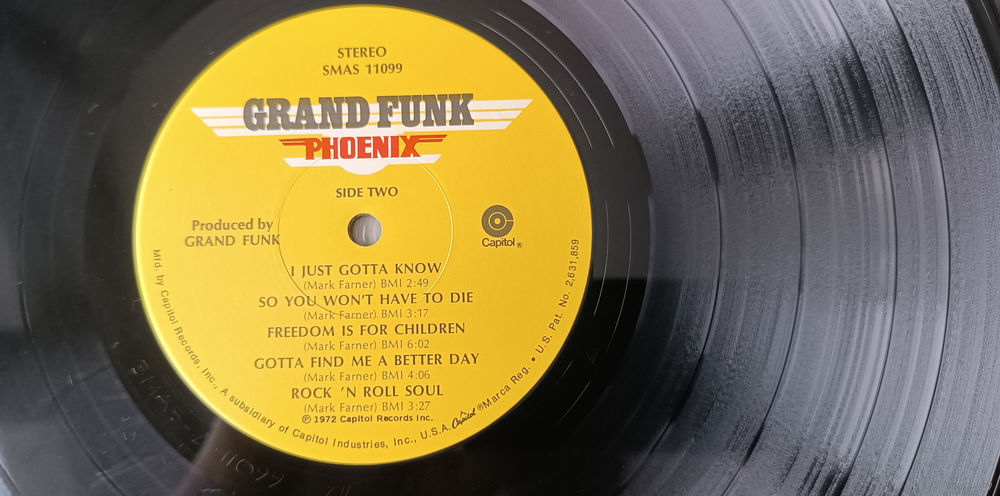 STEREO
SMAS 11099
GRAND FUNK
PHOENIX
SIDE TWO
Produced by
GRAND FUNK
Capitol®
I JUST GOTTA KNOW
(Mark Farner) BMI 2:49
SO YOU WON'T HAVE TO DIE
(Mark Farner) BMI 3:17
FREEDOM IS FOR CHILDREN
(Mark Farner) BMI 6:02
GOTTA FIND ME A BETTER DAY
(Mark Farner) BMI 4:06
ROCK 'N ROLL SOUL
(Mark Farner) BMI 3:27
℗ 1972 Capitol Records Inc.
Mfd. by Capitol Records, Inc., A subsidiary of Capitol Industries, Inc., U.S.A. Capitol ®Marca Reg. • U.S. Pat. No. 2,631,859